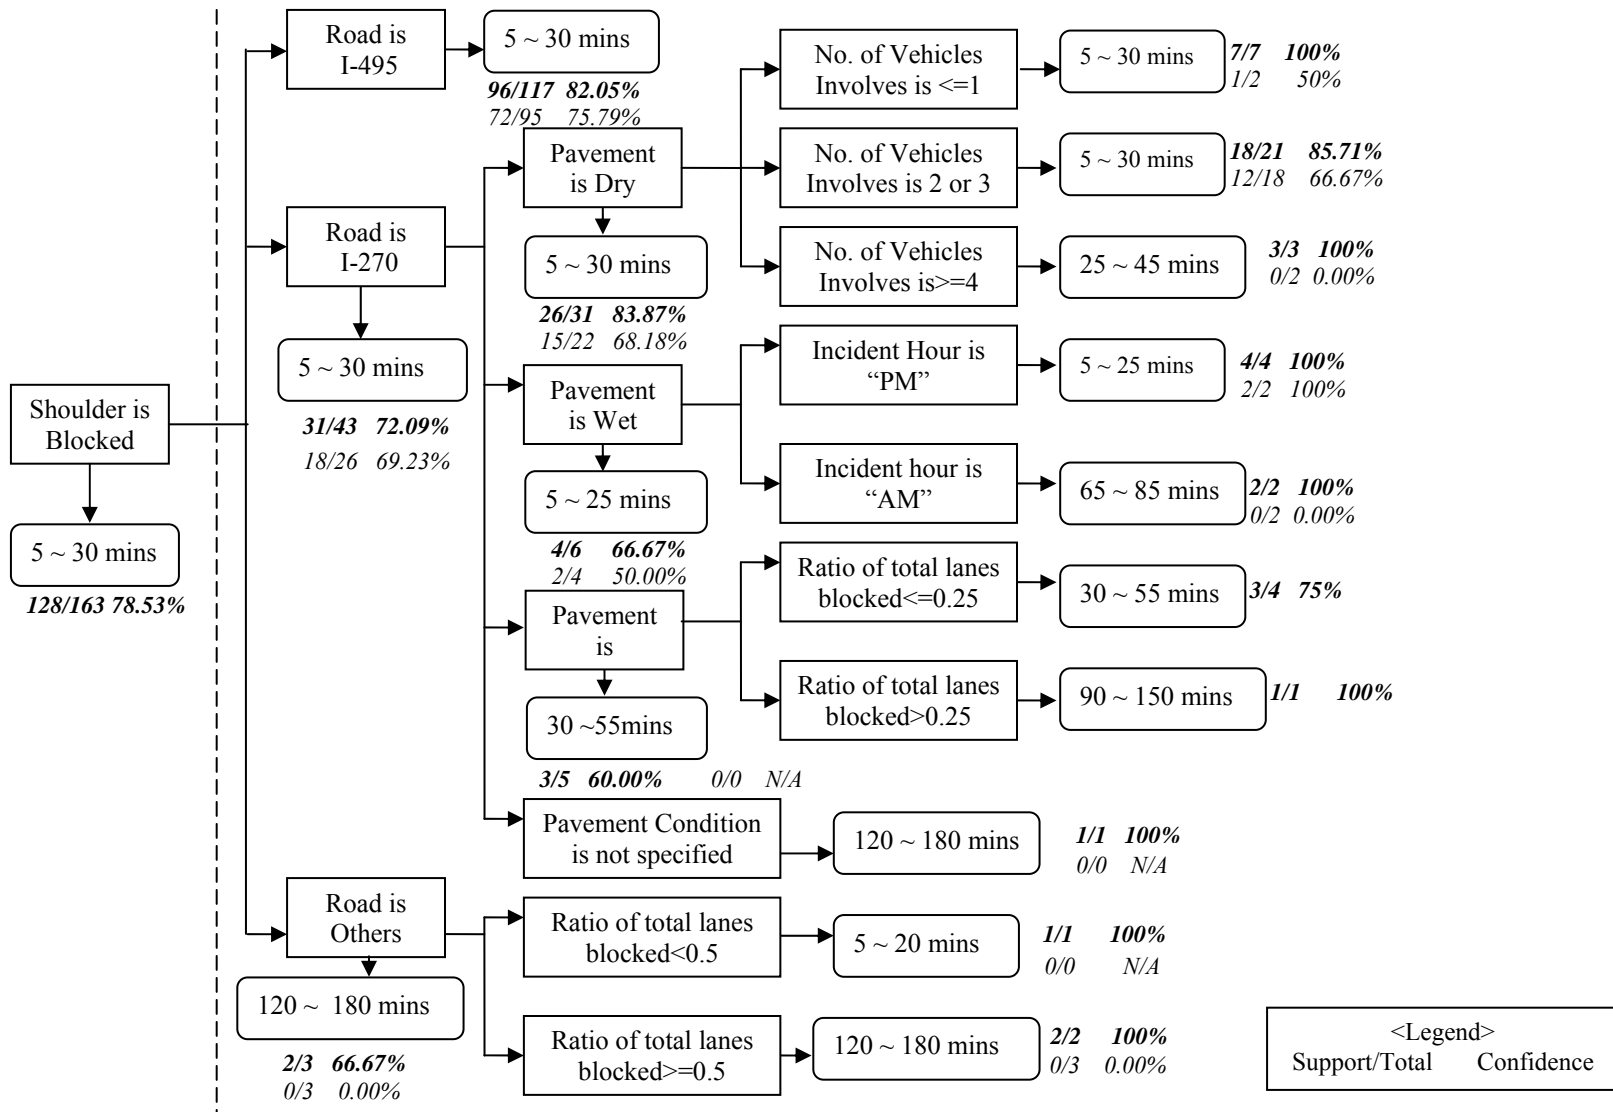 Shoulder is
Blocked
5 ~ 30 mins
128/163 78.53%
Road is
I-495
5 ~ 30 mins
96/117 82.05%
72/95 75.79%
Road is
I-270
5 ~ 30 mins
31/43 72.09%
18/26 69.23%
Pavement
is Dry
5 ~ 30 mins
26/31 83.87%
15/22 68.18%
No. of Vehicles
Involves is <=1
5 ~ 30 mins
7/7 100%
1/2 50%
No. of Vehicles
Involves is 2 or 3
5 ~ 30 mins
18/21 85.71%
12/18 66.67%
No. of Vehicles
Involves is>=4
25 ~ 45 mins
3/3 100%
0/2 0.00%
Pavement
is Wet
5 ~ 25 mins
4/6 66.67%
2/4 50.00%
Incident Hour is
“PM”
5 ~ 25 mins
4/4 100%
2/2 100%
Incident hour is
“AM”
65 ~ 85 mins
2/2 100%
0/2 0.00%
Pavement
is
30 ~55mins
3/5 60.00% 0/0 N/A
Ratio of total lanes
blocked<=0.25
30 ~ 55 mins
3/4 75%
Ratio of total lanes
blocked>0.25
90 ~ 150 mins
1/1 100%
Pavement Condition
is not specified
120 ~ 180 mins
1/1 100%
0/0 N/A
Road is
Others
120 ~ 180 mins
2/3 66.67%
0/3 0.00%
Ratio of total lanes
blocked<0.5
5 ~ 20 mins
1/1 100%
0/0 N/A
Ratio of total lanes
blocked>=0.5
120 ~ 180 mins
2/2 100%
0/3 0.00%
<Legend>
Support/Total Confidence